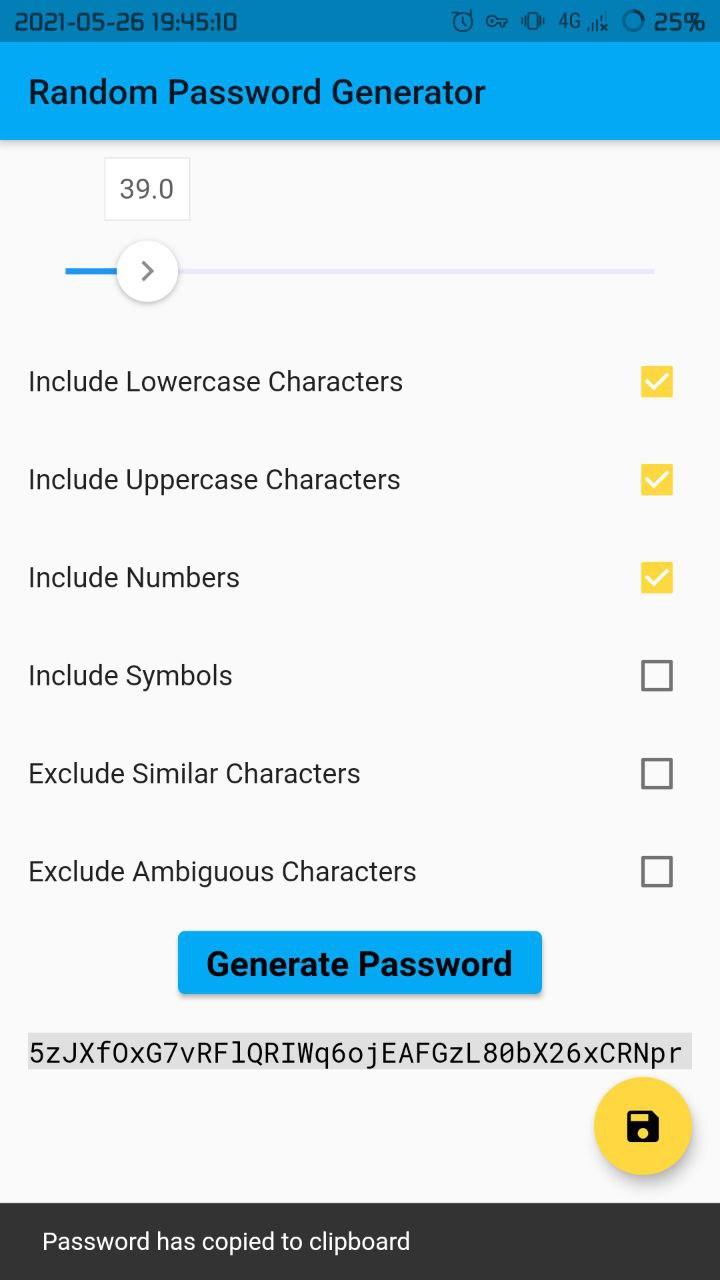 2021-05-26 19:45:10 4G 25%
Random Password Generator
39.0
Include Lowercase Characters
Include Uppercase Characters
Include Numbers
Include Symbols
Exclude Similar Characters
Exclude Ambiguous Characters
Generate Password
5zJXfOxG7vRFlQRIWq6ojEAFGzL80bX26xCRNpr
Password has copied to clipboard